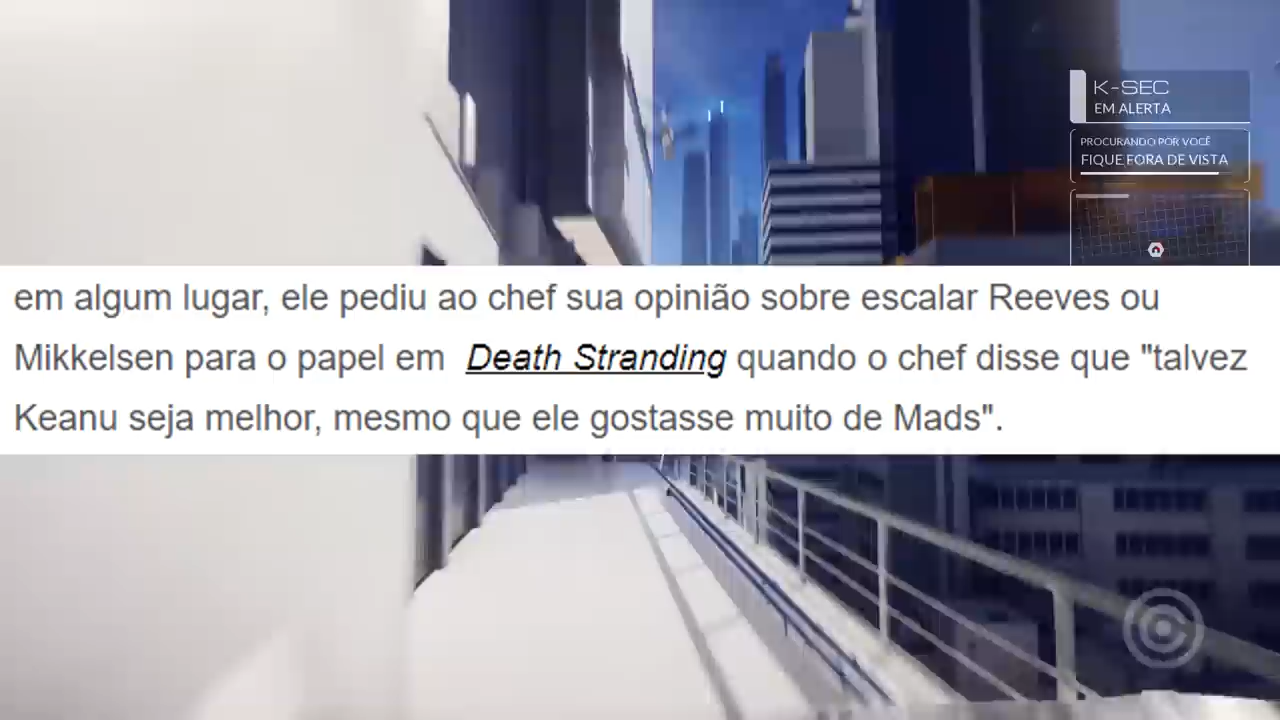 K-SEC
EM ALERTA
PROCURANDO POR VOCÊ
FIQUE FORA DE VISTA
em algum lugar, ele pediu ao chef sua opinião sobre escalar Reeves ou
Mikkelsen para o papel em Death Stranding quando o chef disse que "talvez
Keanu seja melhor, mesmo que ele gostasse muito de Mads".